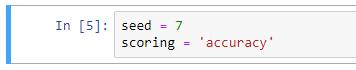 In [5]: seed = 7
scoring = 'accuracy'